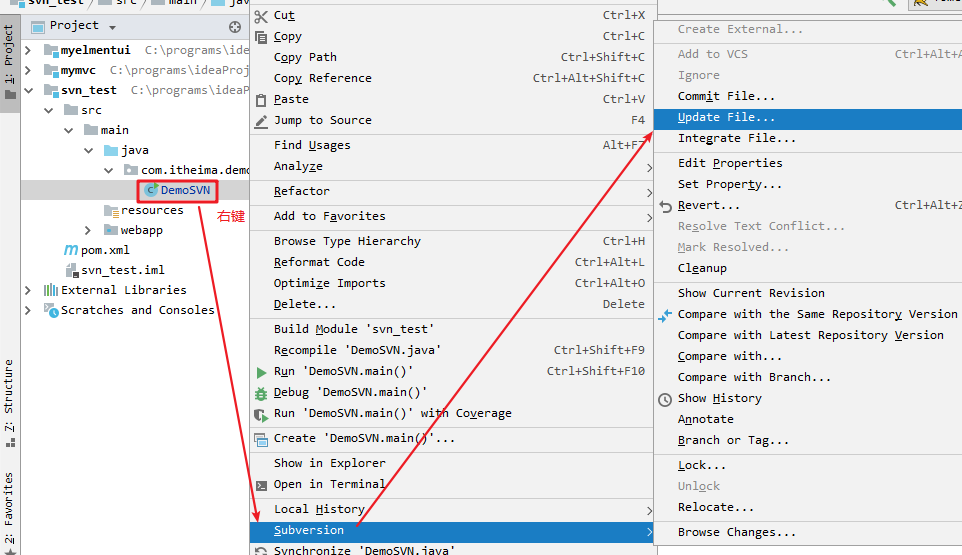 svn_test src main java
Project
1: Project
myelmentui C:\programs\idea
mymvc C:\programs\ideaProj
svn_test C:\programs\ideaP
src
main
java
com.itheima.demo
DemoSVN
右键
resources
webapp
pom.xml
svn_test.iml
External Libraries
Scratches and Consoles
Z: Structure
2: Favorites
Cut Ctrl+X
Copy Ctrl+C
Copy Path Ctrl+Shift+C
Copy Reference Ctrl+Alt+Shift+C
Paste Ctrl+V
Jump to Source F4
Find Usages Alt+F7
Analyze
Refactor
Add to Favorites
Browse Type Hierarchy Ctrl+H
Reformat Code Ctrl+Alt+L
Optimize Imports Ctrl+Alt+O
Delete... Delete
Build Module 'svn_test'
Recompile 'DemoSVN.java' Ctrl+Shift+F9
Run 'DemoSVN.main()' Ctrl+Shift+F10
Debug 'DemoSVN.main()'
Run 'DemoSVN.main()' with Coverage
Create 'DemoSVN.main()'...
Show in Explorer
Open in Terminal
Local History
Subversion
Synchronize 'DemoSVN.java'
Create External...
Add to VCS Ctrl+Alt+A
Ignore
Commit File...
Update File...
Integrate File...
Edit Properties
Set Property...
Revert... Ctrl+Alt+Z
Resolve Text Conflict...
Mark Resolved...
Cleanup
Show Current Revision
Compare with the Same Repository Version
Compare with Latest Repository Version
Compare with...
Compare with Branch...
Show History
Annotate
Branch or Tag...
Lock...
Unlock
Relocate...
Browse Changes...